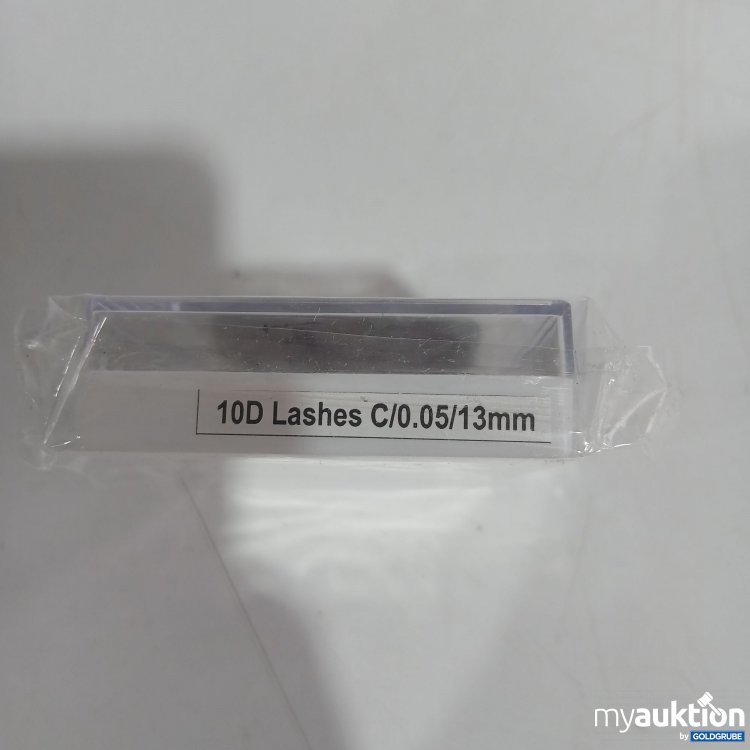 10D Lashes C/0.05/13mm
myauktion
by GOLDGRUBE